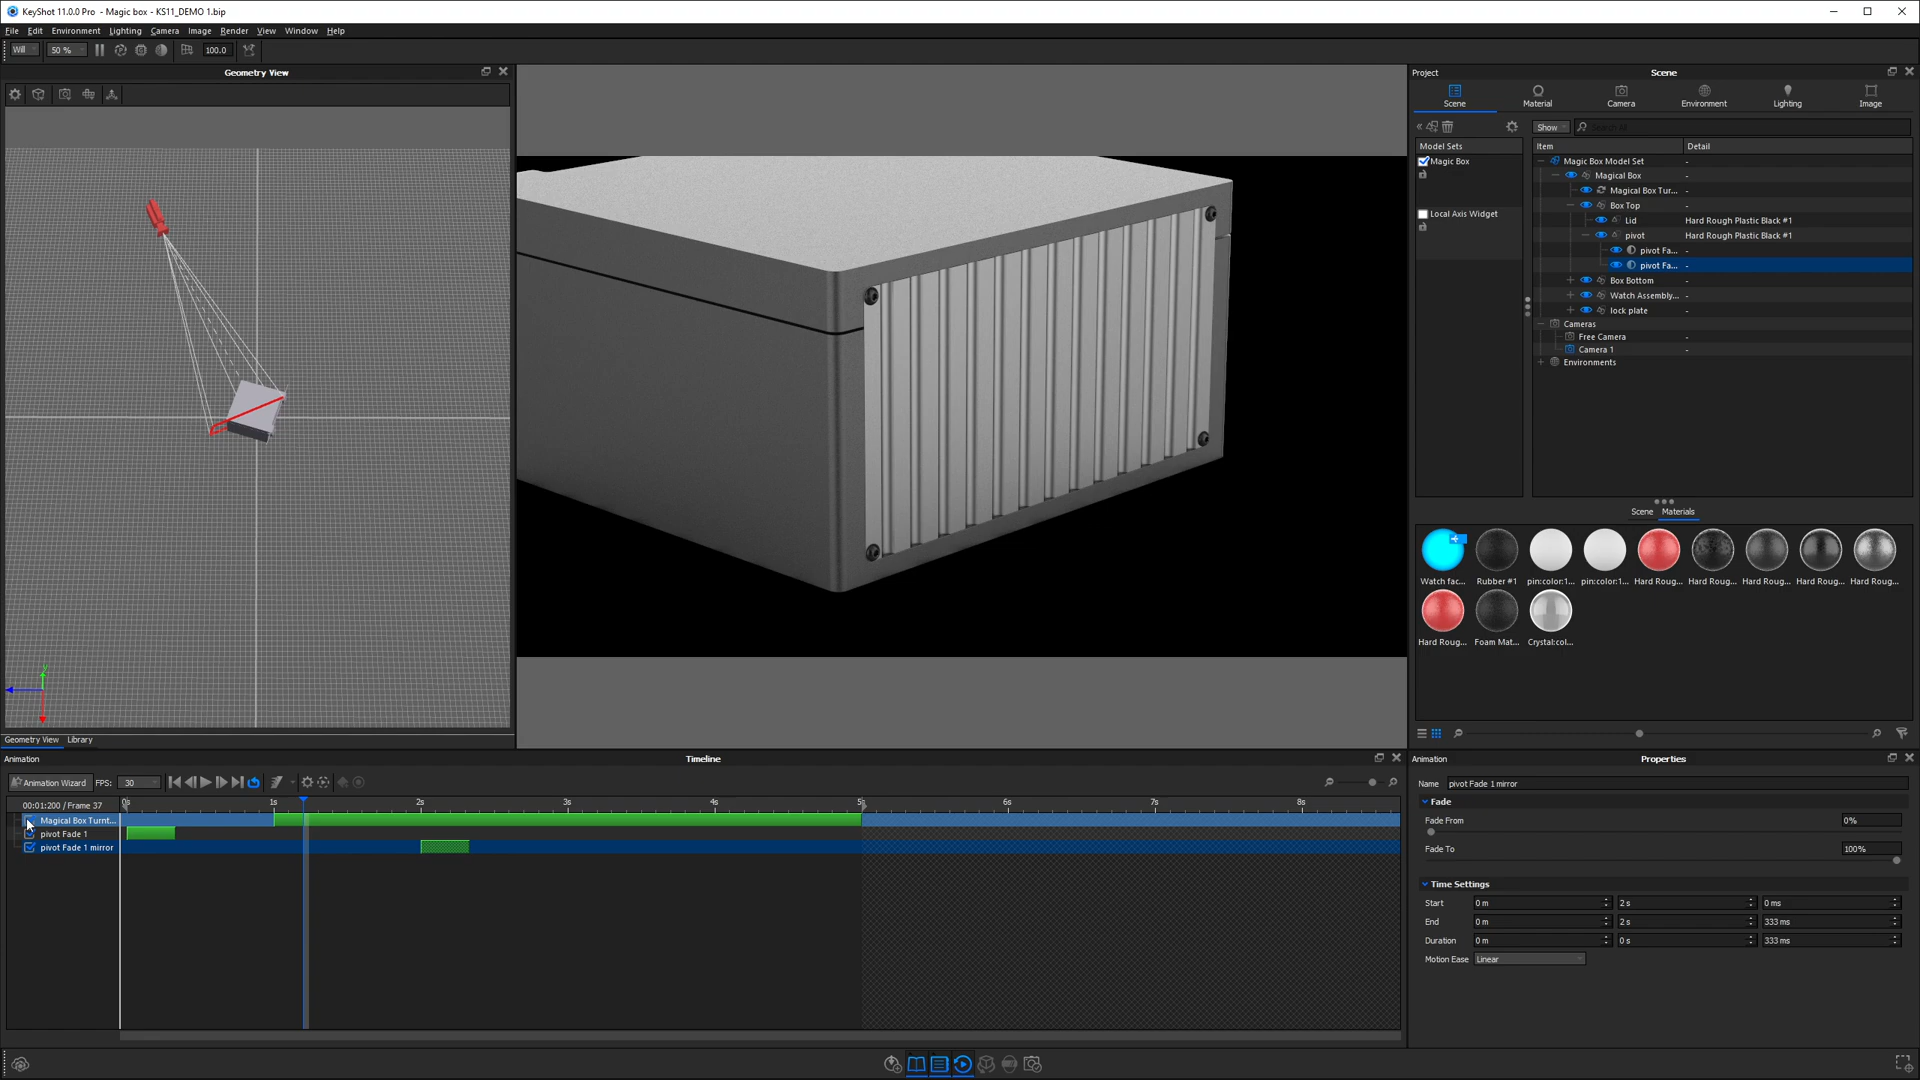 KeyShot 11.0.0 Pro - Magic box - KS11_DEMO 1.bip
File Edit Environment Lighting Camera Image Render View Window Help
Will 50 % 100.0
Geometry View
Geometry View Library
Project Scene
Scene Material Camera Environment Lighting Image
Show
Model Sets
Magic Box
Local Axis Widget
Item Detail
Magic Box Model Set -
Magical Box -
Magical Box Tur... -
Box Top -
Lid Hard Rough Plastic Black #1
pivot Hard Rough Plastic Black #1
pivot Fa... -
pivot Fa... -
Box Bottom -
Watch Assembly... -
lock plate -
Cameras
Free Camera -
Camera 1 -
Environments
Scene Materials
Watch fac... Rubber #1 pin:color:1... pin:color:1... Hard Roug... Hard Roug... Hard Roug... Hard Roug... Hard Roug...
Hard Roug... Foam Mat... Crystal:col...
Animation Timeline
Animation Wizard FPS: 30
00:01:200 / Frame 37 0s 1s 2s 3s 4s 5s 6s 7s 8s
Magical Box Turnt...
pivot Fade 1
pivot Fade 1 mirror
Animation Properties
Name pivot Fade 1 mirror
Fade
Fade From 0%
Fade To 100%
Time Settings
Start 0 m 2 s 0 ms
End 0 m 2 s 333 ms
Duration 0 m 0 s 333 ms
Motion Ease Linear